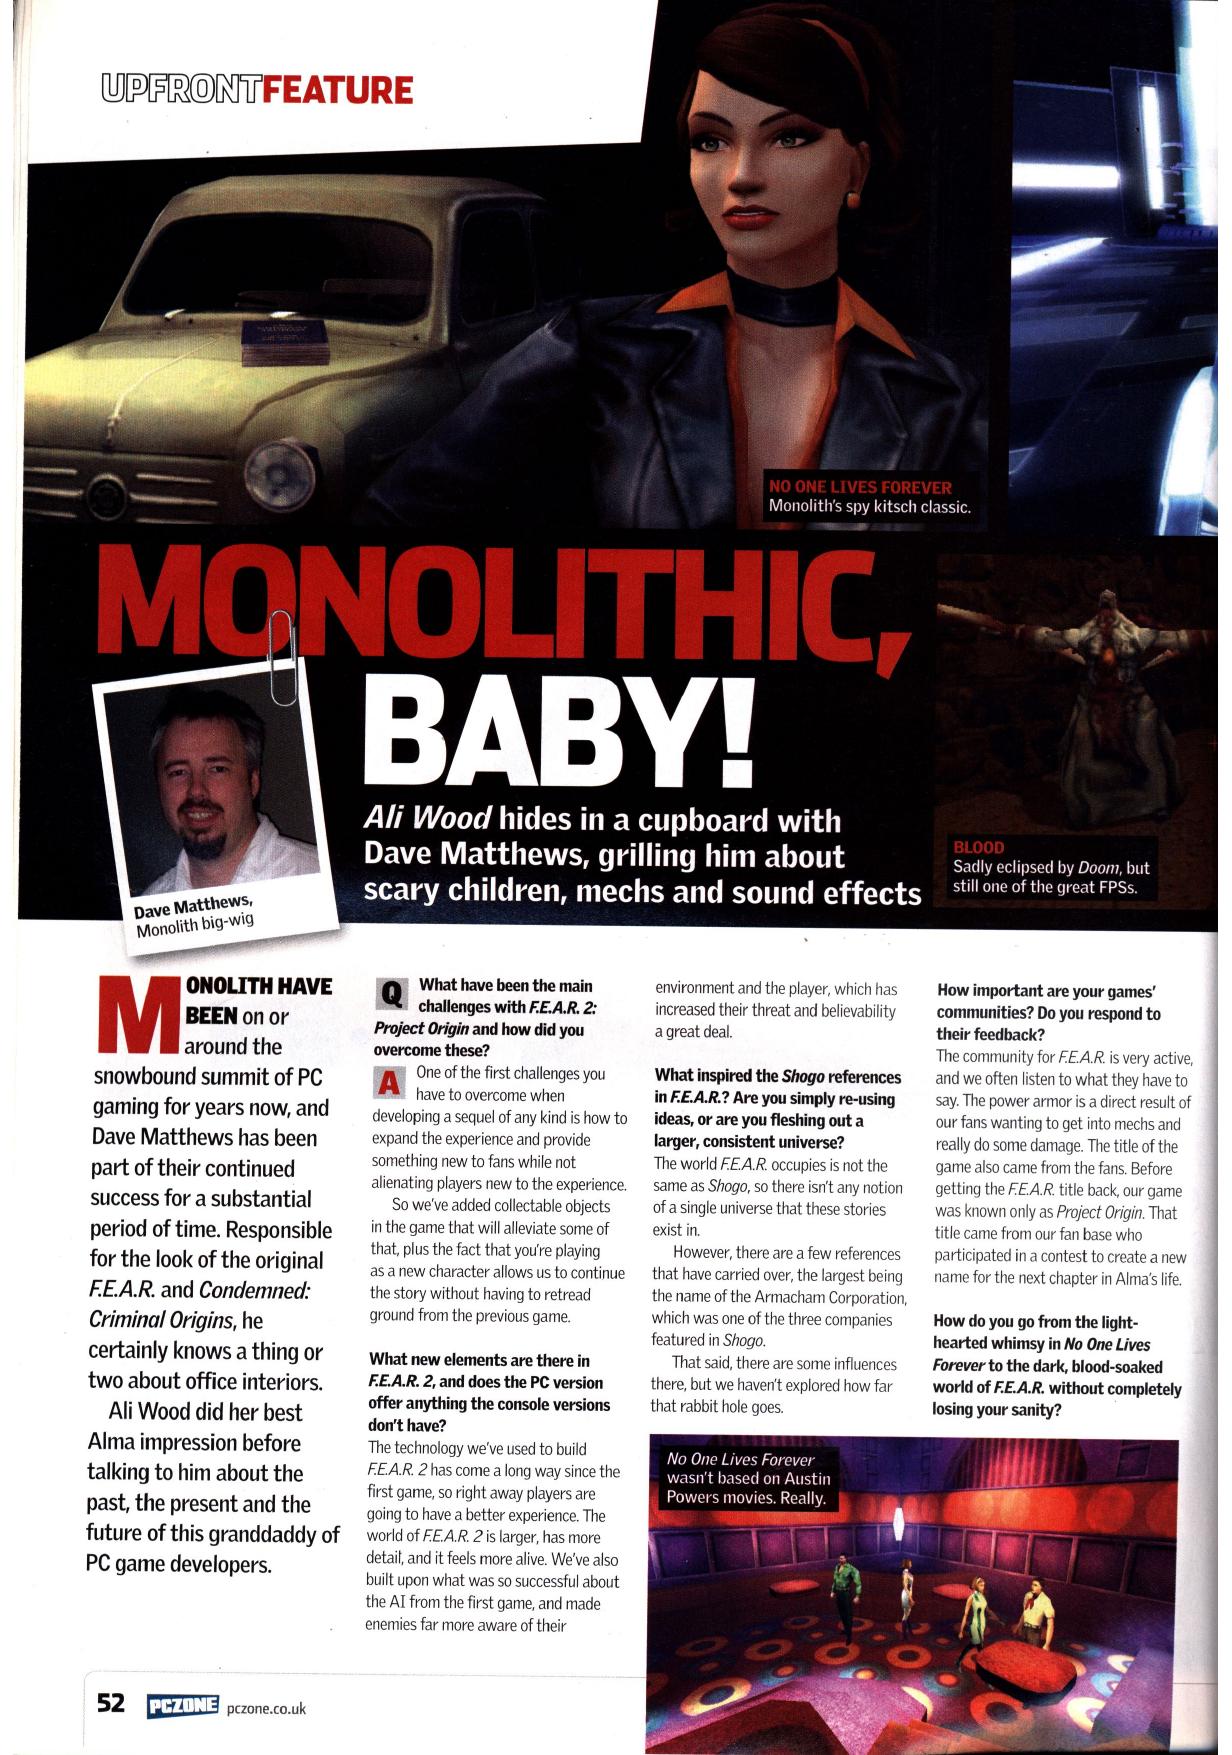 UPFRONTFEATURE
NO ONE LIVES FOREVER
Monolith's spy kitsch classic.
MONOLITHIC,
BABY!
Ali Wood hides in a cupboard with
Dave Matthews, grilling him about
scary children, mechs and sound effects
Dave Matthews,
Monolith big-wig
BLOOD
Sadly eclipsed by Doom, but
still one of the great FPSs.
MONOLITH HAVE
BEEN on or
around the
snowbound summit of PC
gaming for years now, and
Dave Matthews has been
part of their continued
success for a substantial
period of time. Responsible
for the look of the original
F.E.A.R. and Condemned:
Criminal Origins, he
certainly knows a thing or
two about office interiors.
Ali Wood did her best
Alma impression before
talking to him about the
past, the present and the
future of this granddaddy of
PC game developers.
Q What have been the main
challenges with F.E.A.R. 2:
Project Origin and how did you
overcome these?
A One of the first challenges you
have to overcome when
developing a sequel of any kind is how to
expand the experience and provide
something new to fans while not
alienating players new to the experience.
So we've added collectable objects
in the game that will alleviate some of
that, plus the fact that you're playing
as a new character allows us to continue
the story without having to retread
ground from the previous game.
What new elements are there in
F.E.A.R. 2, and does the PC version
offer anything the console versions
don't have?
The technology we've used to build
F.E.A.R. 2 has come a long way since the
first game, so right away players are
going to have a better experience. The
world of F.E.A.R. 2 is larger, has more
detail, and it feels more alive. We've also
built upon what was so successful about
the AI from the first game, and made
enemies far more aware of their
environment and the player, which has
increased their threat and believability
a great deal.
What inspired the Shogo references
in F.E.A.R.? Are you simply re-using
ideas, or are you fleshing out a
larger, consistent universe?
The world F.E.A.R. occupies is not the
same as Shogo, so there isn't any notion
of a single universe that these stories
exist in.
However, there are a few references
that have carried over, the largest being
the name of the Armacham Corporation,
which was one of the three companies
featured in Shogo.
That said, there are some influences
there, but we haven't explored how far
that rabbit hole goes.
How important are your games'
communities? Do you respond to
their feedback?
The community for F.E.A.R. is very active,
and we often listen to what they have to
say. The power armor is a direct result of
our fans wanting to get into mechs and
really do some damage. The title of the
game also came from the fans. Before
getting the F.E.A.R. title back, our game
was known only as Project Origin. That
title came from our fan base who
participated in a contest to create a new
name for the next chapter in Alma's life.
How do you go from the light-
hearted whimsy in No One Lives
Forever to the dark, blood-soaked
world of F.E.A.R. without completely
losing your sanity?
No One Lives Forever
wasn't based on Austin
Powers movies. Really.
52 PCZONE pczone.co.uk